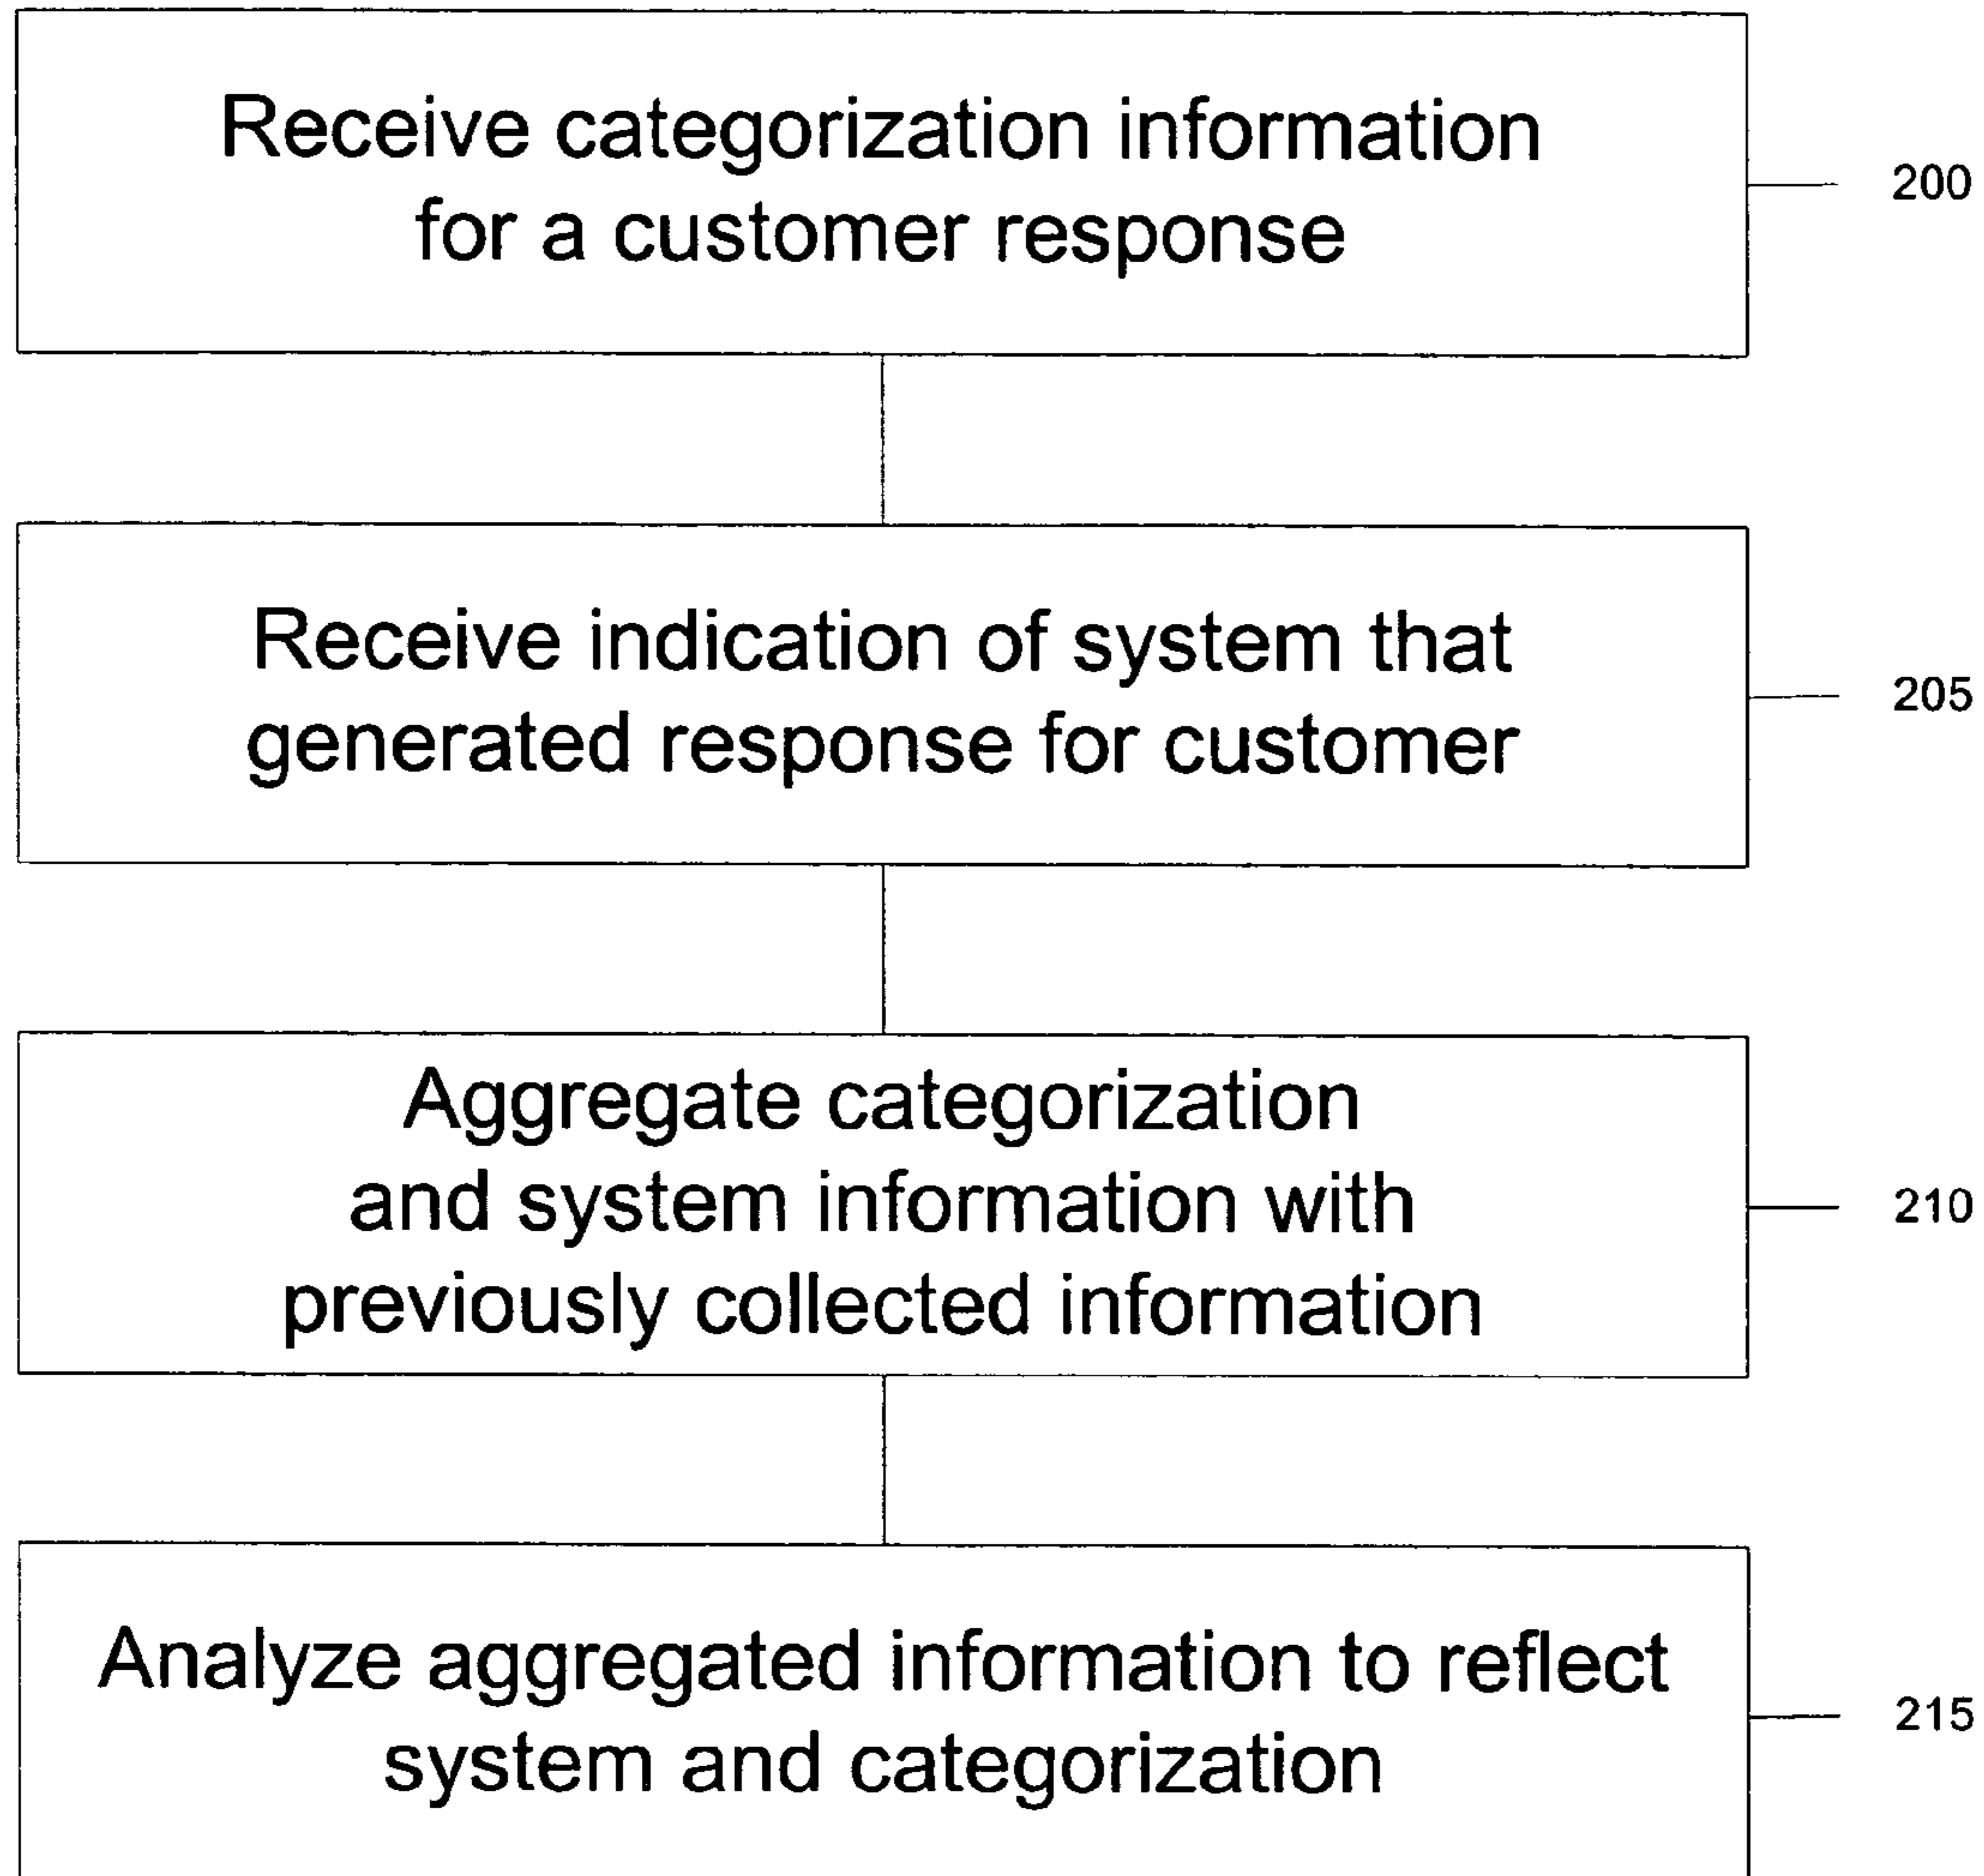 Receive categorization information
for a customer response
200
Receive indication of system that
generated response for customer
205
Aggregate categorization
and system information with
previously collected information
210
Analyze aggregated information to reflect
system and categorization
215